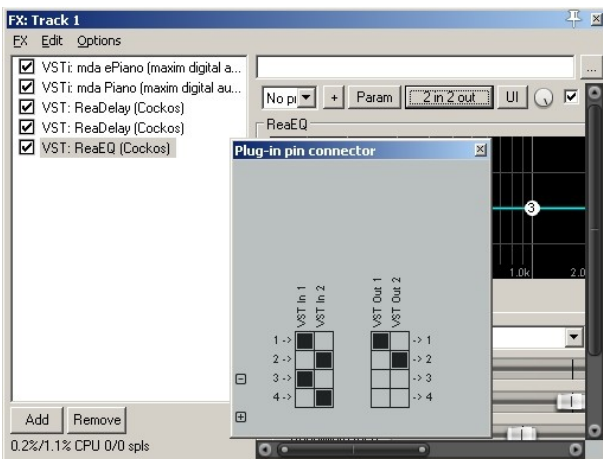 FX: Track 1
FX Edit Options
VSTi: mda ePiano (maxim digital a...
VSTi: mda Piano (maxim digital au...
VST: ReaDelay (Cockos)
VST: ReaDelay (Cockos)
VST: ReaEQ (Cockos)
...
No pr + Param 2 in 2 out UI
ReaEQ
Plug-in pin connector
3
1.0k 2.0
VST In 1
VST In 2
VST Out 1
VST Out 2
1 -> -> 1
2 -> -> 2
3 -> -> 3
4 -> -> 4
Add Remove
0.2%/1.1% CPU 0/0 spls